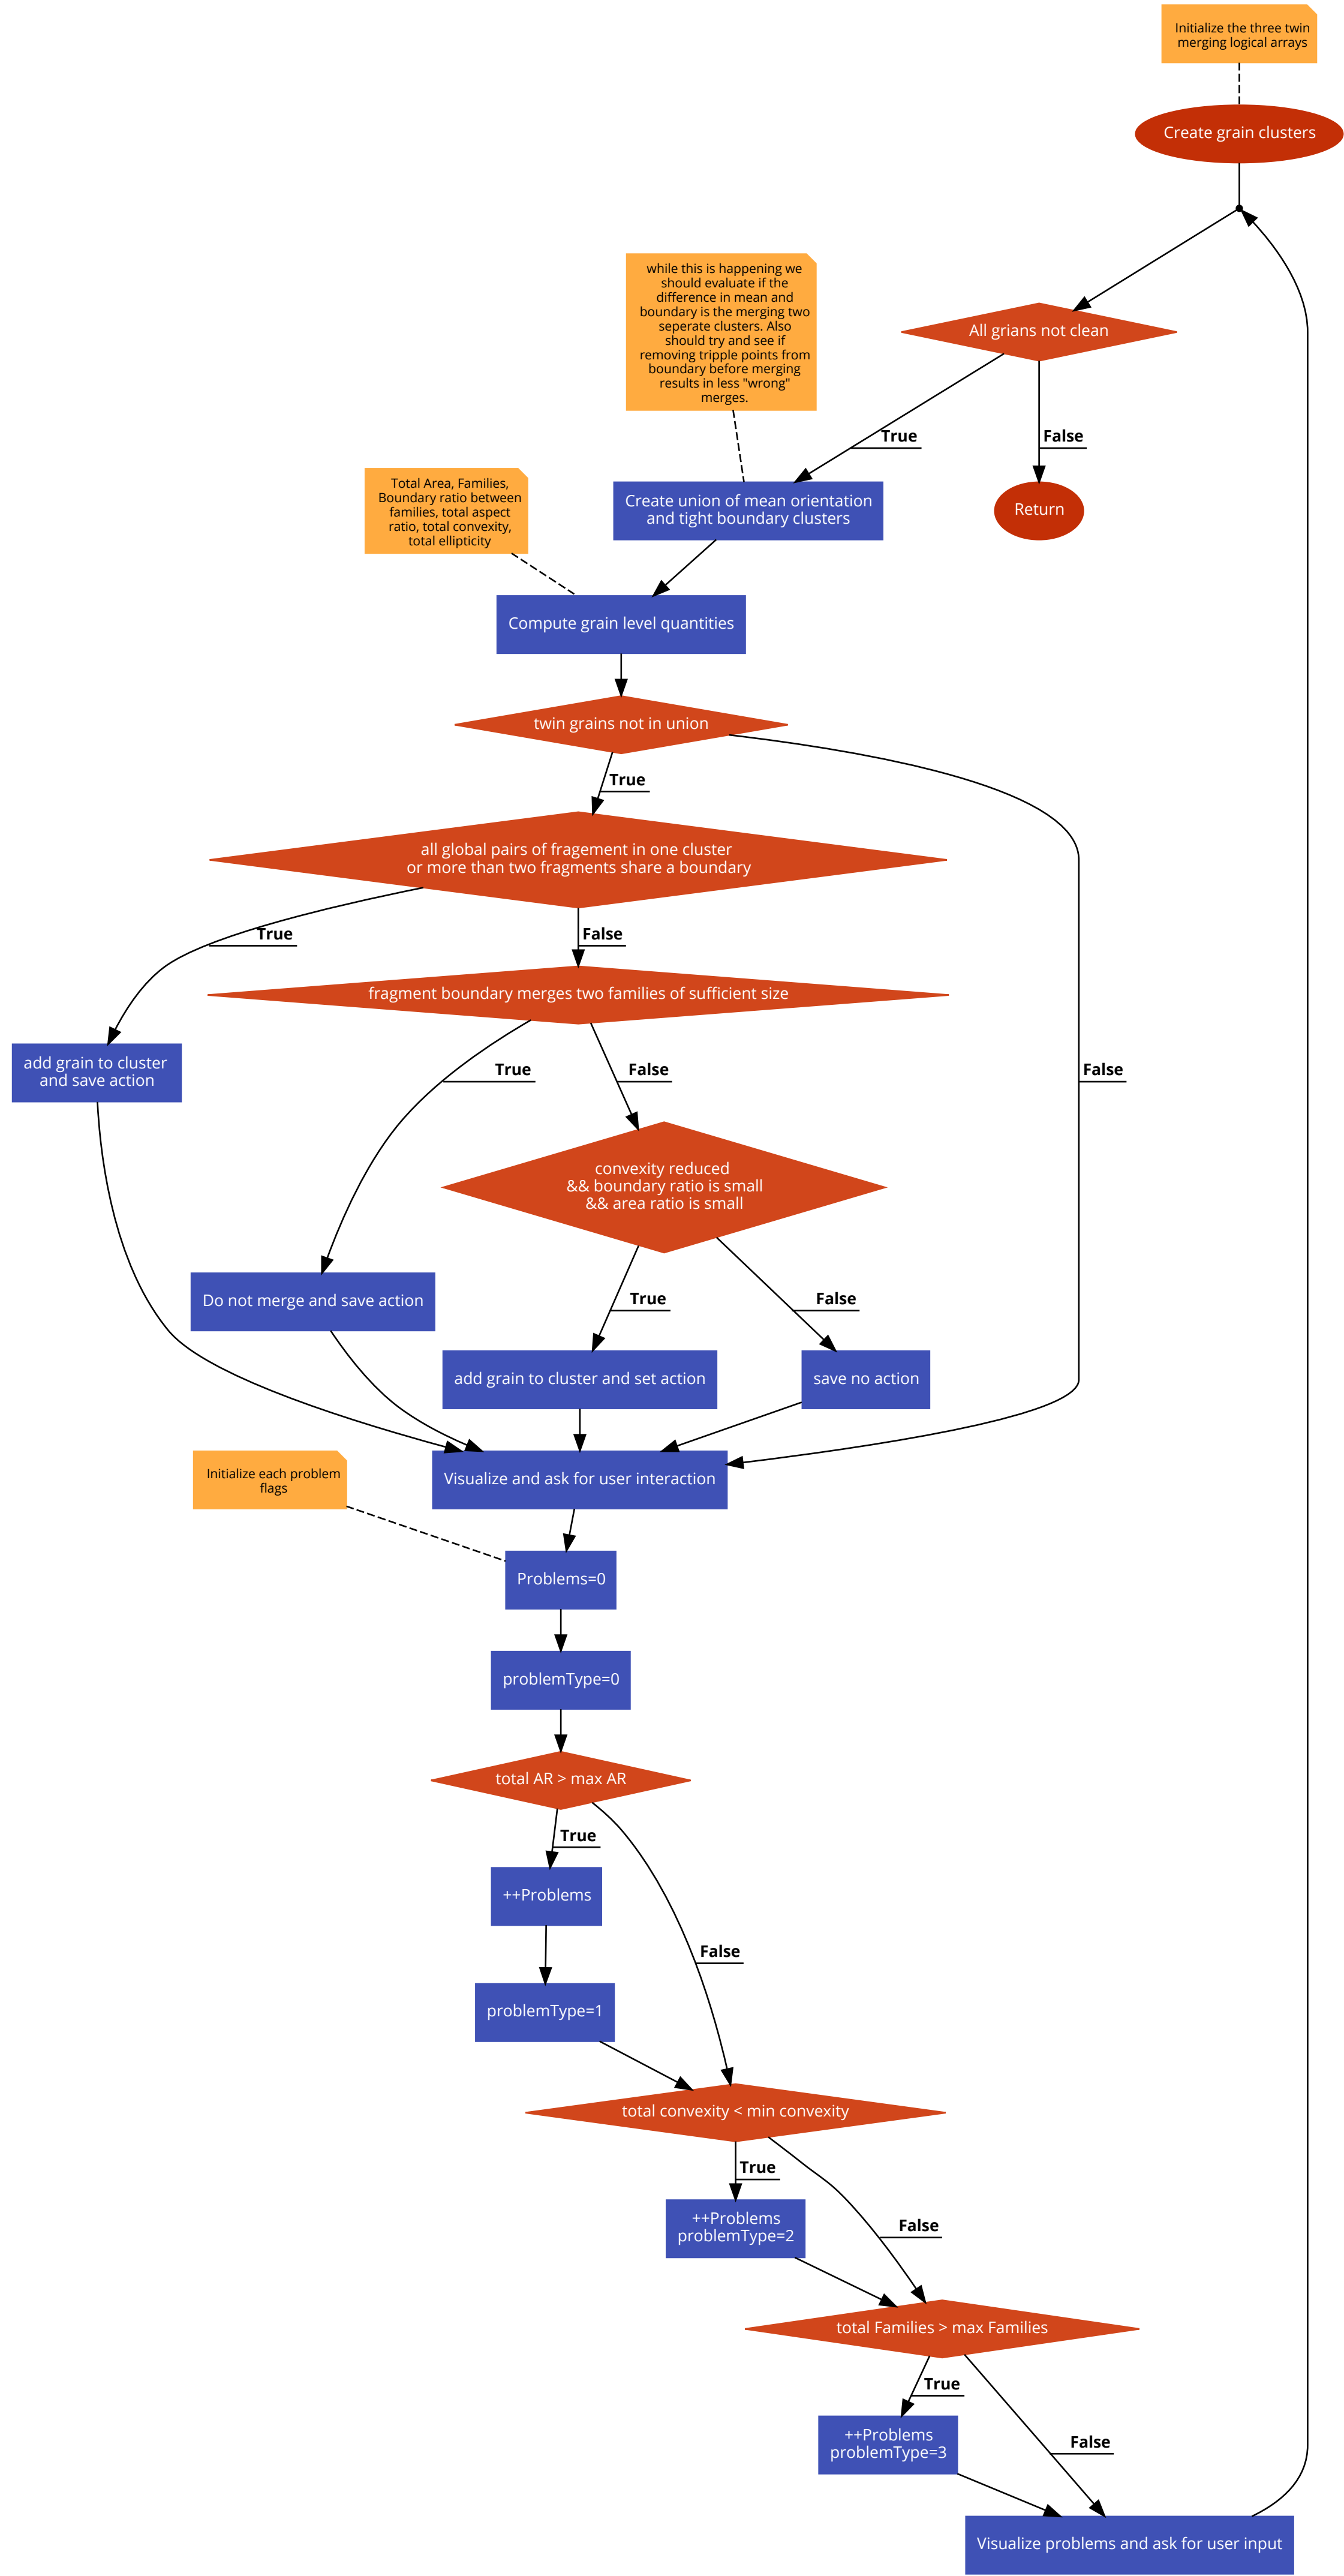 Initialize the three twin
merging logical arrays
Create grain clusters
while this is happening we
should evaluate if the
difference in mean and
boundary is the merging two
seperate clusters. Also
should try and see if
removing tripple points from
boundary before merging
results in less "wrong"
merges.
All grians not clean
True
False
Total Area, Families,
Boundary ratio between
families, total aspect
ratio, total convexity,
total ellipticity
Create union of mean orientation
and tight boundary clusters
Return
Compute grain level quantities
twin grains not in union
True
all global pairs of fragement in one cluster
or more than two fragments share a boundary
True
False
fragment boundary merges two families of sufficient size
add grain to cluster
and save action
True
False
False
convexity reduced
&& boundary ratio is small
&& area ratio is small
Do not merge and save action
True
False
add grain to cluster and set action
save no action
Initialize each problem
flags
Visualize and ask for user interaction
Problems=0
problemType=0
total AR > max AR
True
++Problems
False
problemType=1
total convexity < min convexity
True
++Problems
problemType=2
False
total Families > max Families
True
++Problems
problemType=3
False
Visualize problems and ask for user input